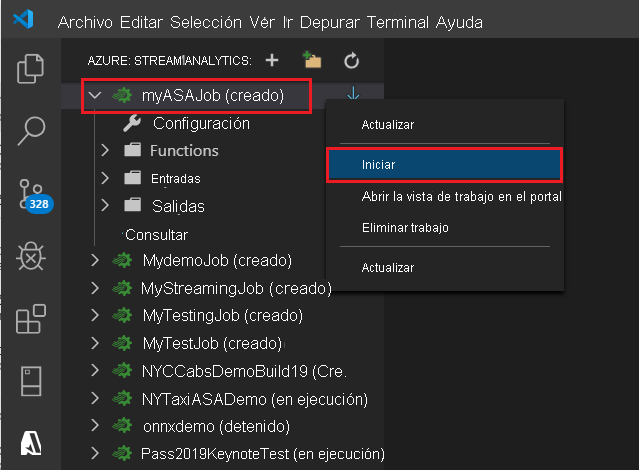 Archivo Editar Selección Vér Ir Depurar Terminal Ayuda
AZURE: STREAM1ANALYTICS:
myASAJob (creado)
Configuración
Functions
Entradas
Salidas
Consultar
Actualizar
Iniciar
Abrir la vista de trabajo en el portal
Eliminar trabajo
Actualizar
328
MydemoJob (creado)
MyStreamingJob (creado)
MyTestingJob (creado)
MyTestJob (creado)
NYCCabsDemoBuild19 (Cre.
NYTaxiASADemo (en ejecución)
onnxdemo (detenido)
Pass2019KeynoteTest (en ejecución)